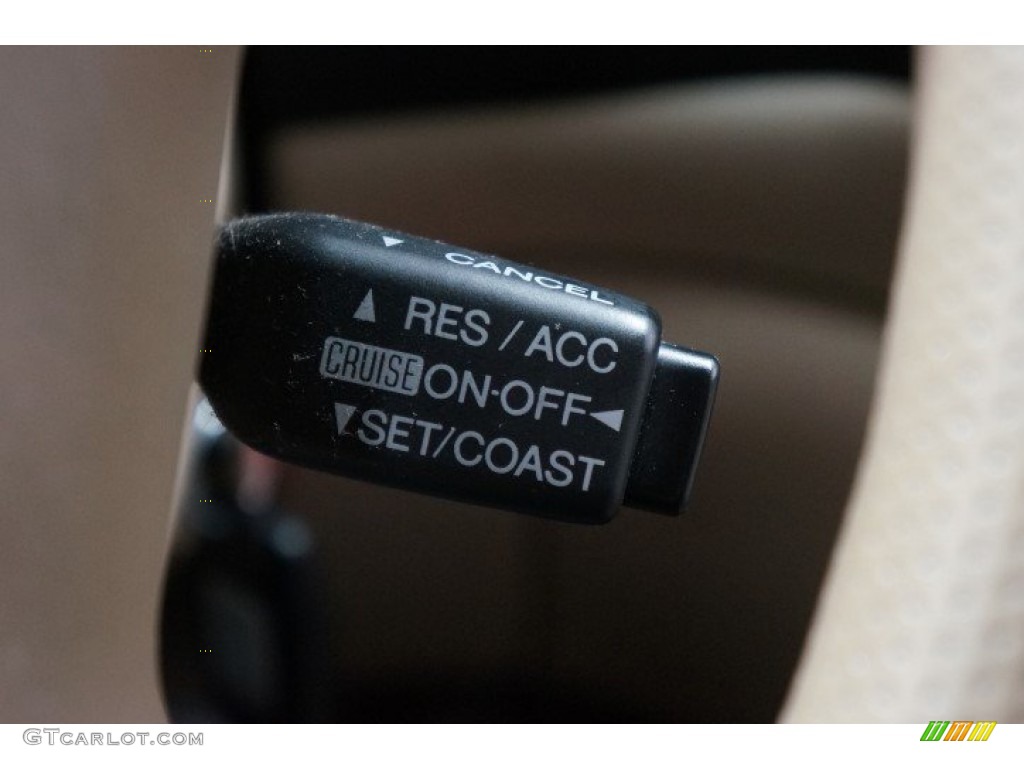 CANCEL
RES / ACC
CRUISE ON-OFF
SET/COAST
GTCARLOT.COM